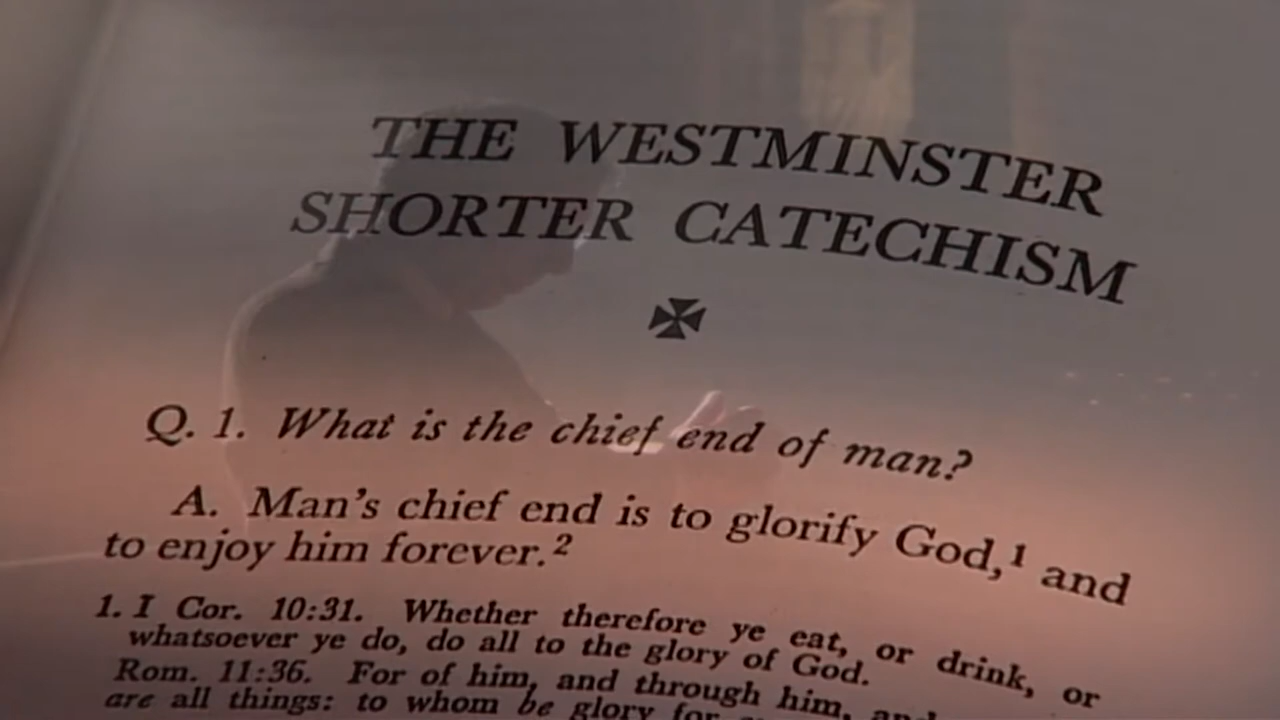 THE WESTMINSTER
SHORTER CATECHISM
Q. 1. What is the chief end of man?
A. Man's chief end is to glorify God,¹ and
to enjoy him forever.²
1. I Cor. 10:31. Whether therefore ye eat, or drink, or
whatsoever ye do, do all to the glory of God.
Rom. 11:36. For of him, and through him, and
are all things: to whom be glory for